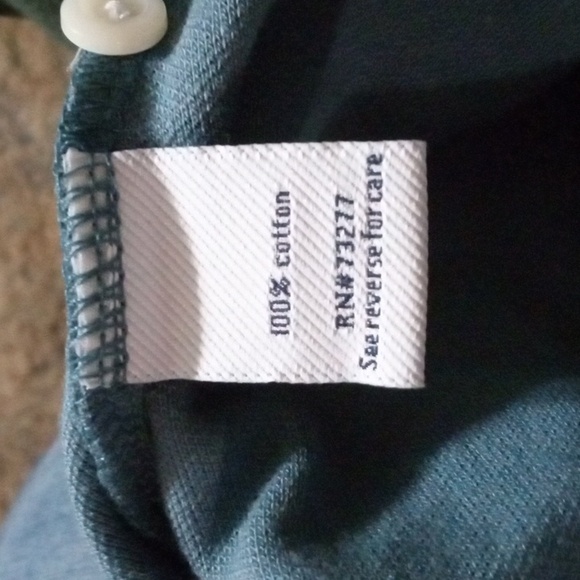 100% cotton
RN#73277
See reverse for care